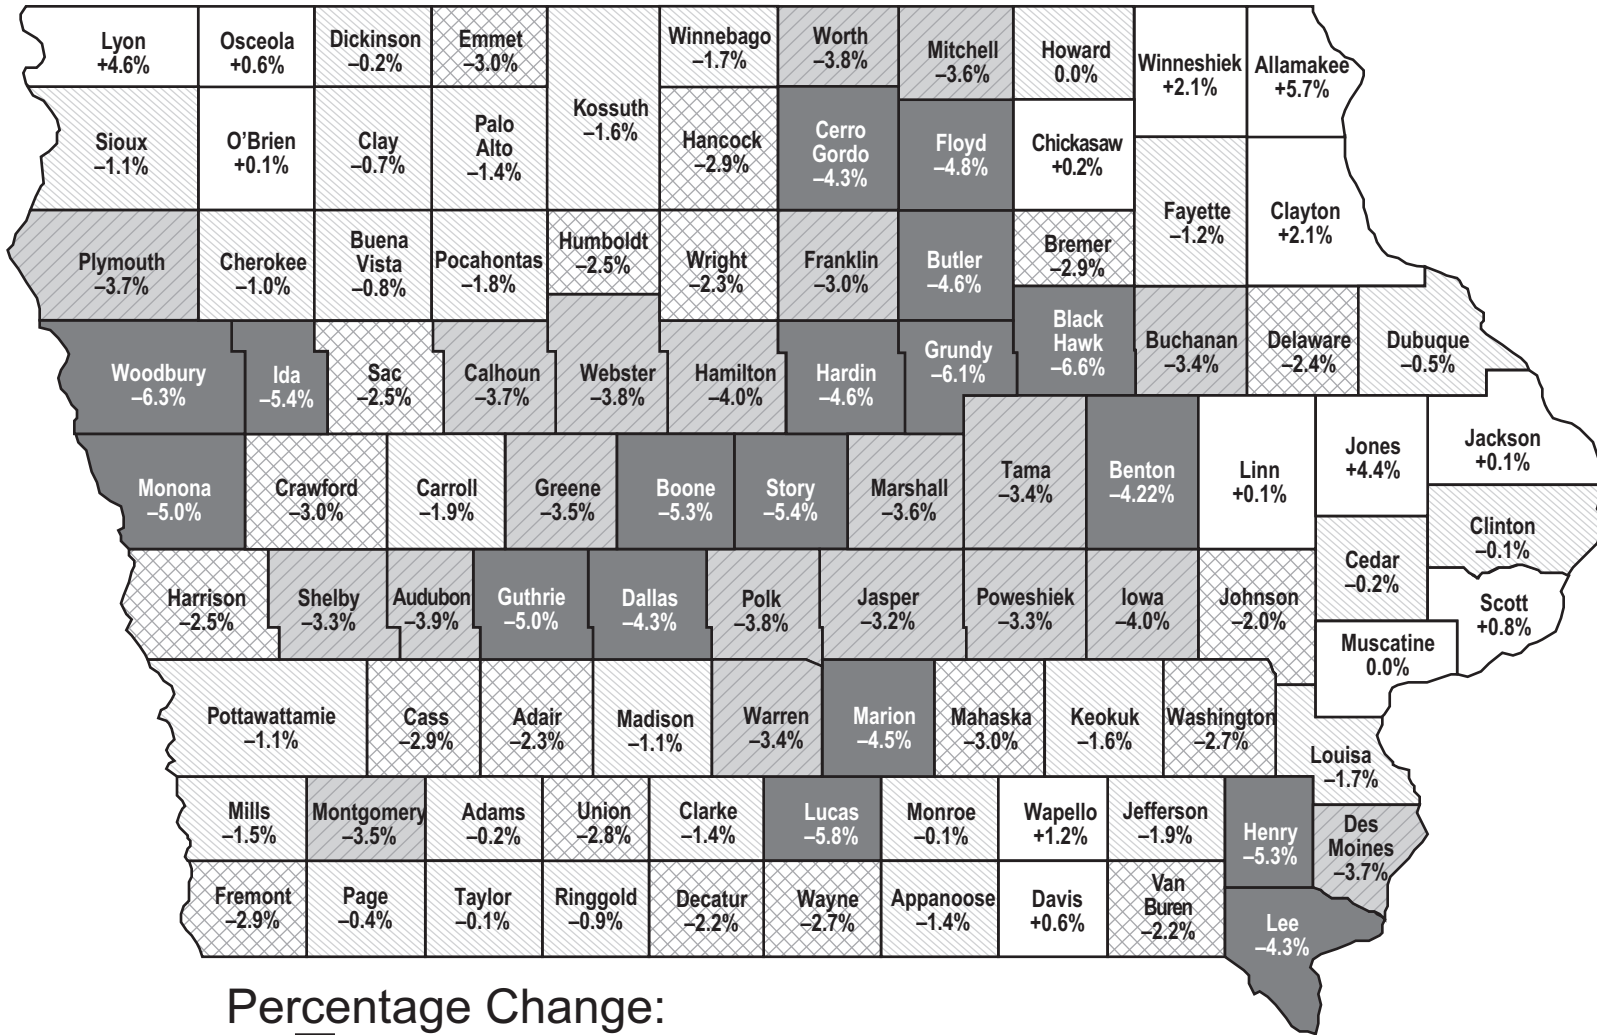 Lyon
+4.6%
Osceola
+0.6%
Dickinson
–0.2%
Emmet
–3.0%
Kossuth
–1.6%
Winnebago
–1.7%
Worth
–3.8%
Mitchell
–3.6%
Howard
0.0%
Winneshiek
+2.1%
Allamakee
+5.7%
Sioux
–1.1%
O’Brien
+0.1%
Clay
–0.7%
Palo
Alto
–1.4%
Hancock
–2.9%
Cerro
Gordo
–4.3%
Floyd
–4.8%
Chickasaw
+0.2%
Fayette
–1.2%
Clayton
+2.1%
Plymouth
–3.7%
Cherokee
–1.0%
Buena
Vista
–0.8%
Pocahontas
–1.8%
Humboldt
–2.5%
Wright
–2.3%
Franklin
–3.0%
Butler
–4.6%
Bremer
–2.9%
Woodbury
–6.3%
Ida
–5.4%
Sac
–2.5%
Calhoun
–3.7%
Webster
–3.8%
Hamilton
–4.0%
Hardin
–4.6%
Grundy
–6.1%
Black
Hawk
–6.6%
Buchanan
–3.4%
Delaware
–2.4%
Dubuque
–0.5%
Monona
–5.0%
Crawford
–3.0%
Carroll
–1.9%
Greene
–3.5%
Boone
–5.3%
Story
–5.4%
Marshall
–3.6%
Tama
–3.4%
Benton
–4.22%
Linn
+0.1%
Jones
+4.4%
Jackson
+0.1%
Clinton
–0.1%
Cedar
–0.2%
Scott
+0.8%
Harrison
–2.5%
Shelby
–3.3%
Audubon
–3.9%
Guthrie
–5.0%
Dallas
–4.3%
Polk
–3.8%
Jasper
–3.2%
Poweshiek
–3.3%
Iowa
–4.0%
Johnson
–2.0%
Muscatine
0.0%
Pottawattamie
–1.1%
Cass
–2.9%
Adair
–2.3%
Madison
–1.1%
Warren
–3.4%
Marion
–4.5%
Mahaska
–3.0%
Keokuk
–1.6%
Washington
–2.7%
Louisa
–1.7%
Mills
–1.5%
Montgomery
–3.5%
Adams
–0.2%
Union
–2.8%
Clarke
–1.4%
Lucas
–5.8%
Monroe
–0.1%
Wapello
+1.2%
Jefferson
–1.9%
Henry
–5.3%
Des
Moines
–3.7%
Fremont
–2.9%
Page
–0.4%
Taylor
–0.1%
Ringgold
–0.9%
Decatur
–2.2%
Wayne
–2.7%
Appanoose
–1.4%
Davis
+0.6%
Van
Buren
–2.2%
Lee
–4.3%
Percentage Change: